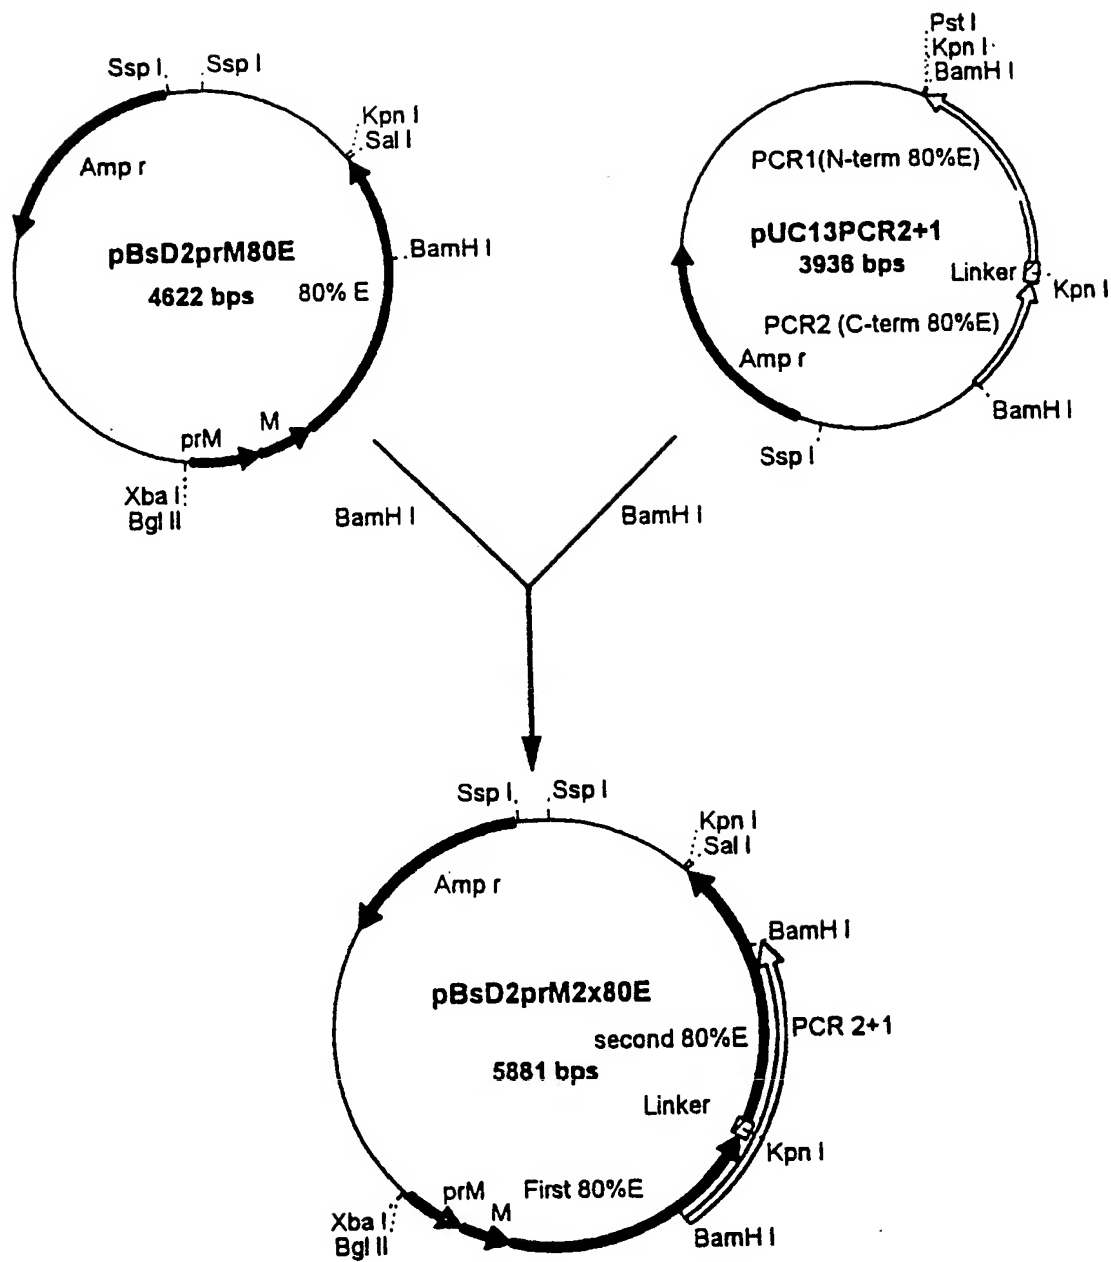 Ssp I
Ssp I
Kpn I
Sal I
Amp r
pBsD2prM80E
4622 bps
80% E
BamH I
M
prM
Xba I
Bgl II
Pst I
Kpn I
BamH I
PCR1(N-term 80%E)
pUC13PCR2+1
3936 bps
Linker
Kpn I
PCR2 (C-term 80%E)
Amp r
BamH I
Ssp I
BamH I
BamH I
Ssp I
Ssp I
Kpn I
Sal I
Amp r
BamH I
pBsD2prM2x80E
PCR 2+1
second 80%E
5881 bps
Linker
Kpn I
First 80%E
prM
M
Xba I
Bgl II
BamH I